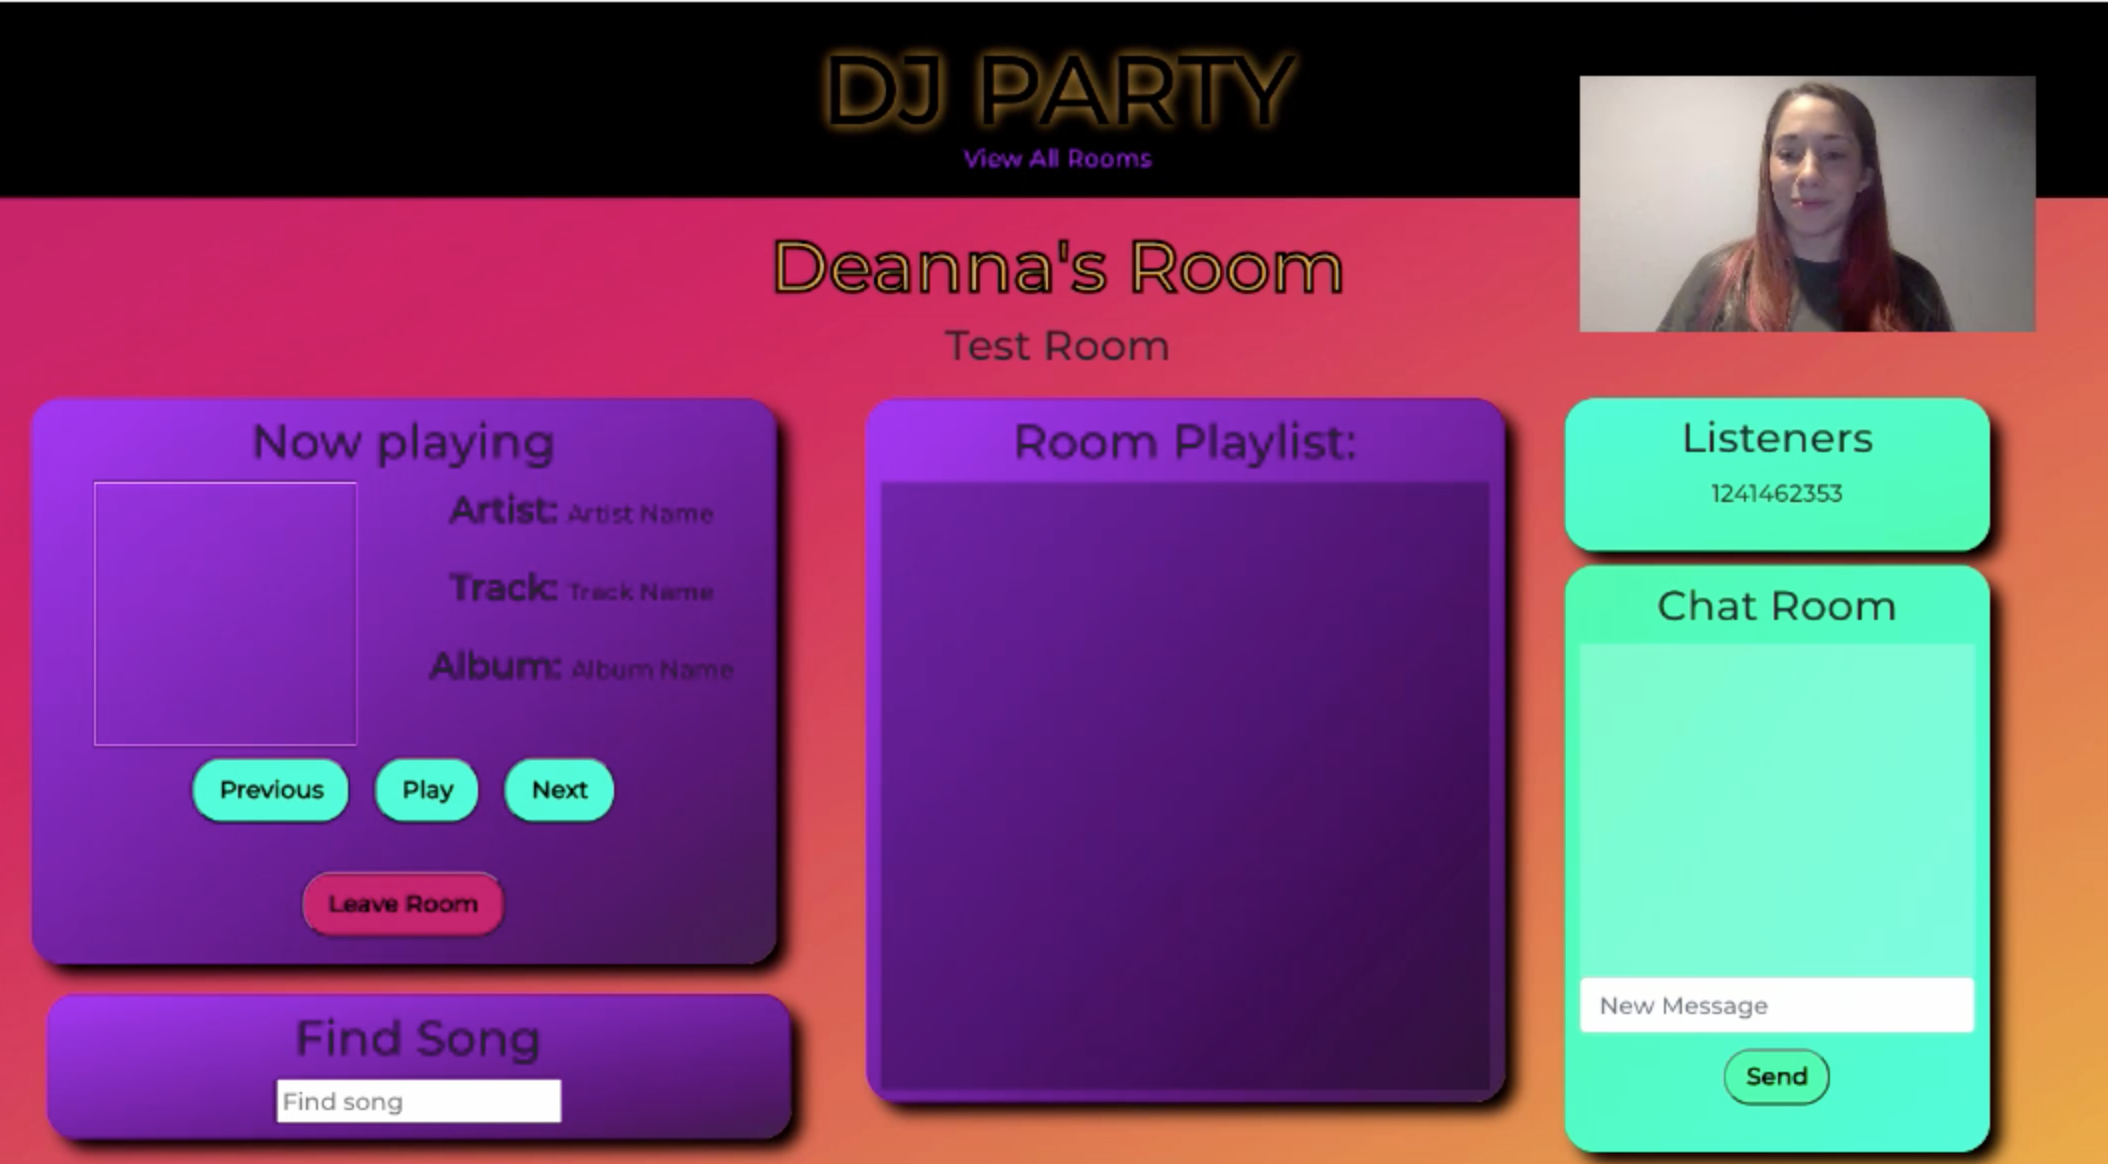 DJ PARTY
View All Rooms
Deanna's Room
Test Room
Now playing
Artist: Artist Name
Track: Track Name
Album: Album Name
Previous Play Next
Leave Room
Find Song
Find song
Room Playlist:
Listeners
1241462353
Chat Room
New Message
Send